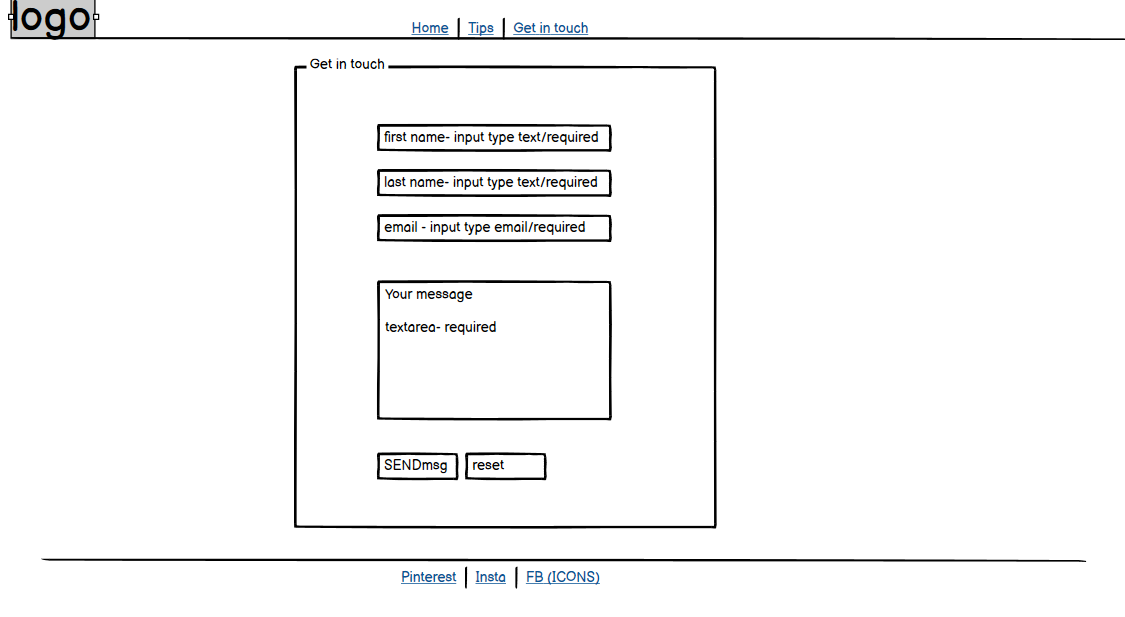 logo
Home | Tips | Get in touch
Get in touch
first name- input type text/required
last name- input type text/required
email - input type email/required
Your message
textarea- required
SENDmsg reset
Pinterest | Insta | FB (ICONS)